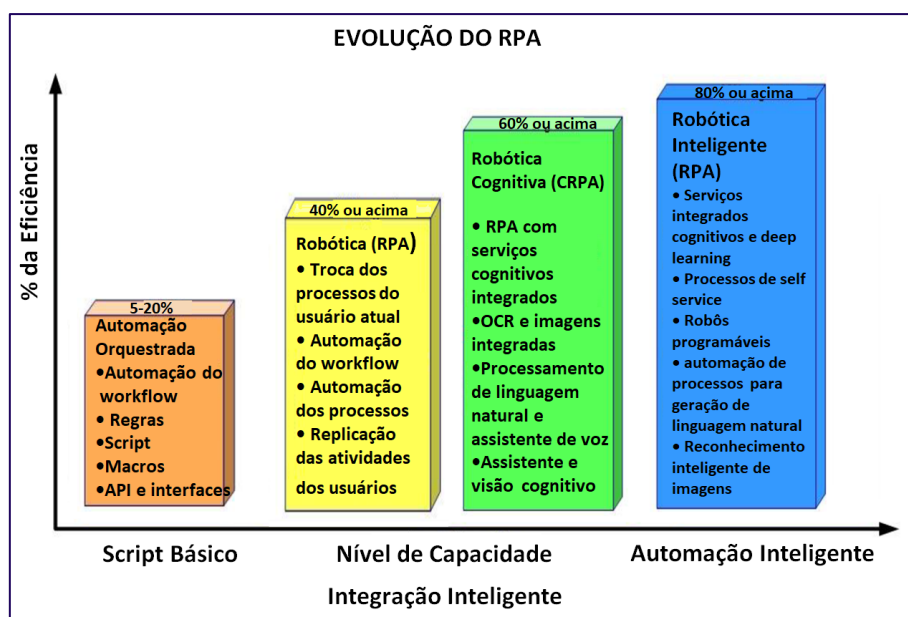 EVOLUÇÃO DO RPA
% da Eficiência
5-20%
Automação
Orquestrada
•Automação do
workflow
• Regras
•Script
•Macros
•API e interfaces
40% ou acima
Robótica (RPA)
• Troca dos
processos do
usuário atual
• Automação
do workflow
• Automação
dos processos
• Replicação
das atividades
dos usuários
60% ou acima
Robótica
Cognitiva (CRPA)
• RPA com
serviços
cognitivos
integrados
•OCR e imagens
integradas
•Processamento
de linguagem
natural e
assistente de voz
•Assistente e
visão cognitivo
80% ou acima
Robótica
Inteligente
(RPA)
• Serviços
integrados
cognitivos e deep
learning
• Processos de self
service
• Robôs
programáveis
• automação de
processos para
geração de
linguagem natural
• Reconhecimento
inteligente de
imagens
Script Básico
Nível de Capacidade
Automação Inteligente
Integração Inteligente